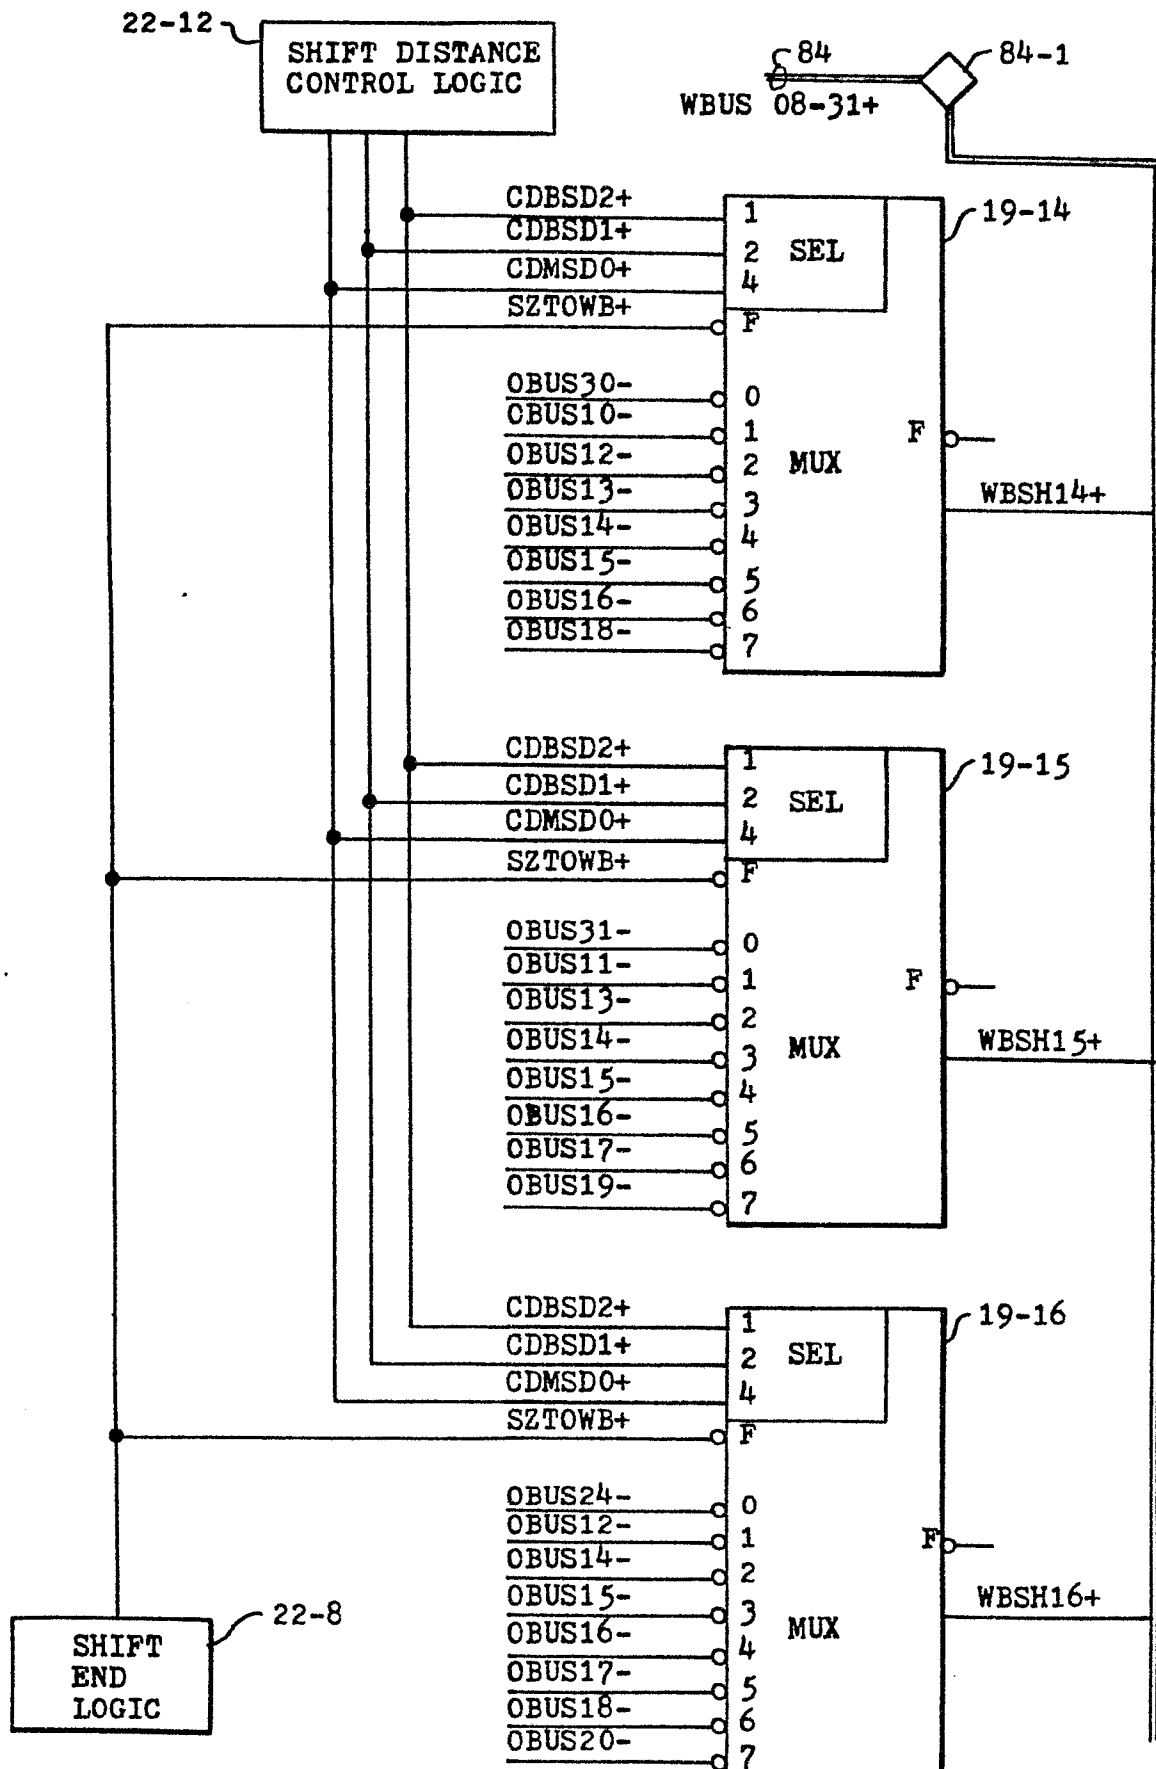 22-12
SHIFT DISTANCE
CONTROL LOGIC
84
84-1
WBUS 08-31+
CDBSD2+
1
19-14
CDBSD1+
2
SEL
CDMSD0+
4
SZTOWB+
F
OBUS30-
0
OBUS10-
1
F
OBUS12-
2
MUX
OBUS13-
3
WBSH14+
OBUS14-
4
OBUS15-
5
OBUS16-
6
OBUS18-
7
CDBSD2+
1
19-15
CDBSD1+
2
SEL
CDMSD0+
4
SZTOWB+
F
OBUS31-
0
OBUS11-
1
F
OBUS13-
2
OBUS14-
3
MUX
WBSH15+
OBUS15-
4
OBUS16-
5
OBUS17-
6
OBUS19-
7
CDBSD2+
1
19-16
CDBSD1+
2
SEL
CDMSD0+
4
SZTOWB+
F
OBUS24-
0
OBUS12-
1
F
OBUS14-
2
OBUS15-
3
MUX
WBSH16+
OBUS16-
4
OBUS17-
5
OBUS18-
6
OBUS20-
7
22-8
SHIFT
END
LOGIC